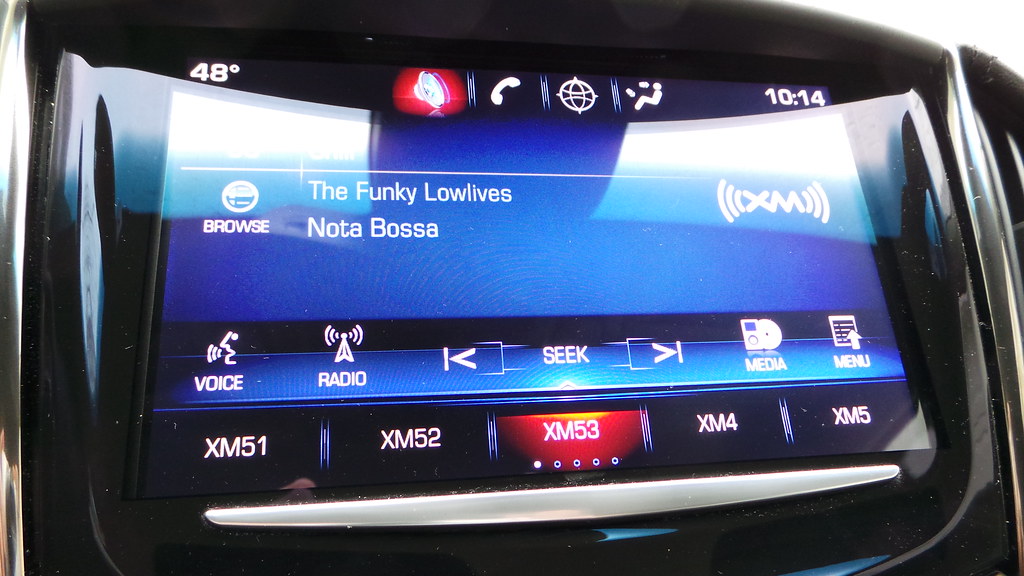 48°
10:14
The Funky Lowlives
XM
BROWSE
Nota Bossa
VOICE
RADIO
SEEK
MEDIA
MENU
XM51
XM52
XM53
XM4
XM5